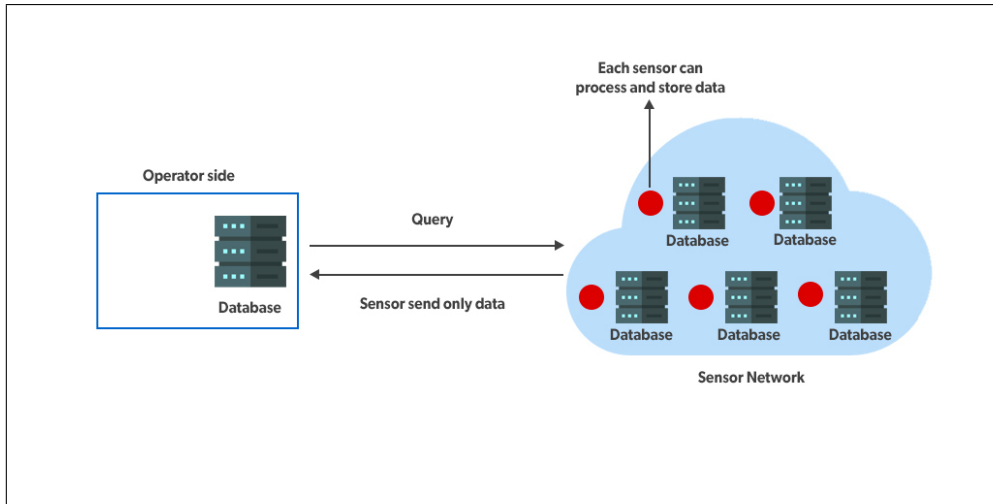 Each sensor can
process and store data
Operator side
Query
Database
Database
Database
Sensor send only data
Database
Database
Database
Sensor Network